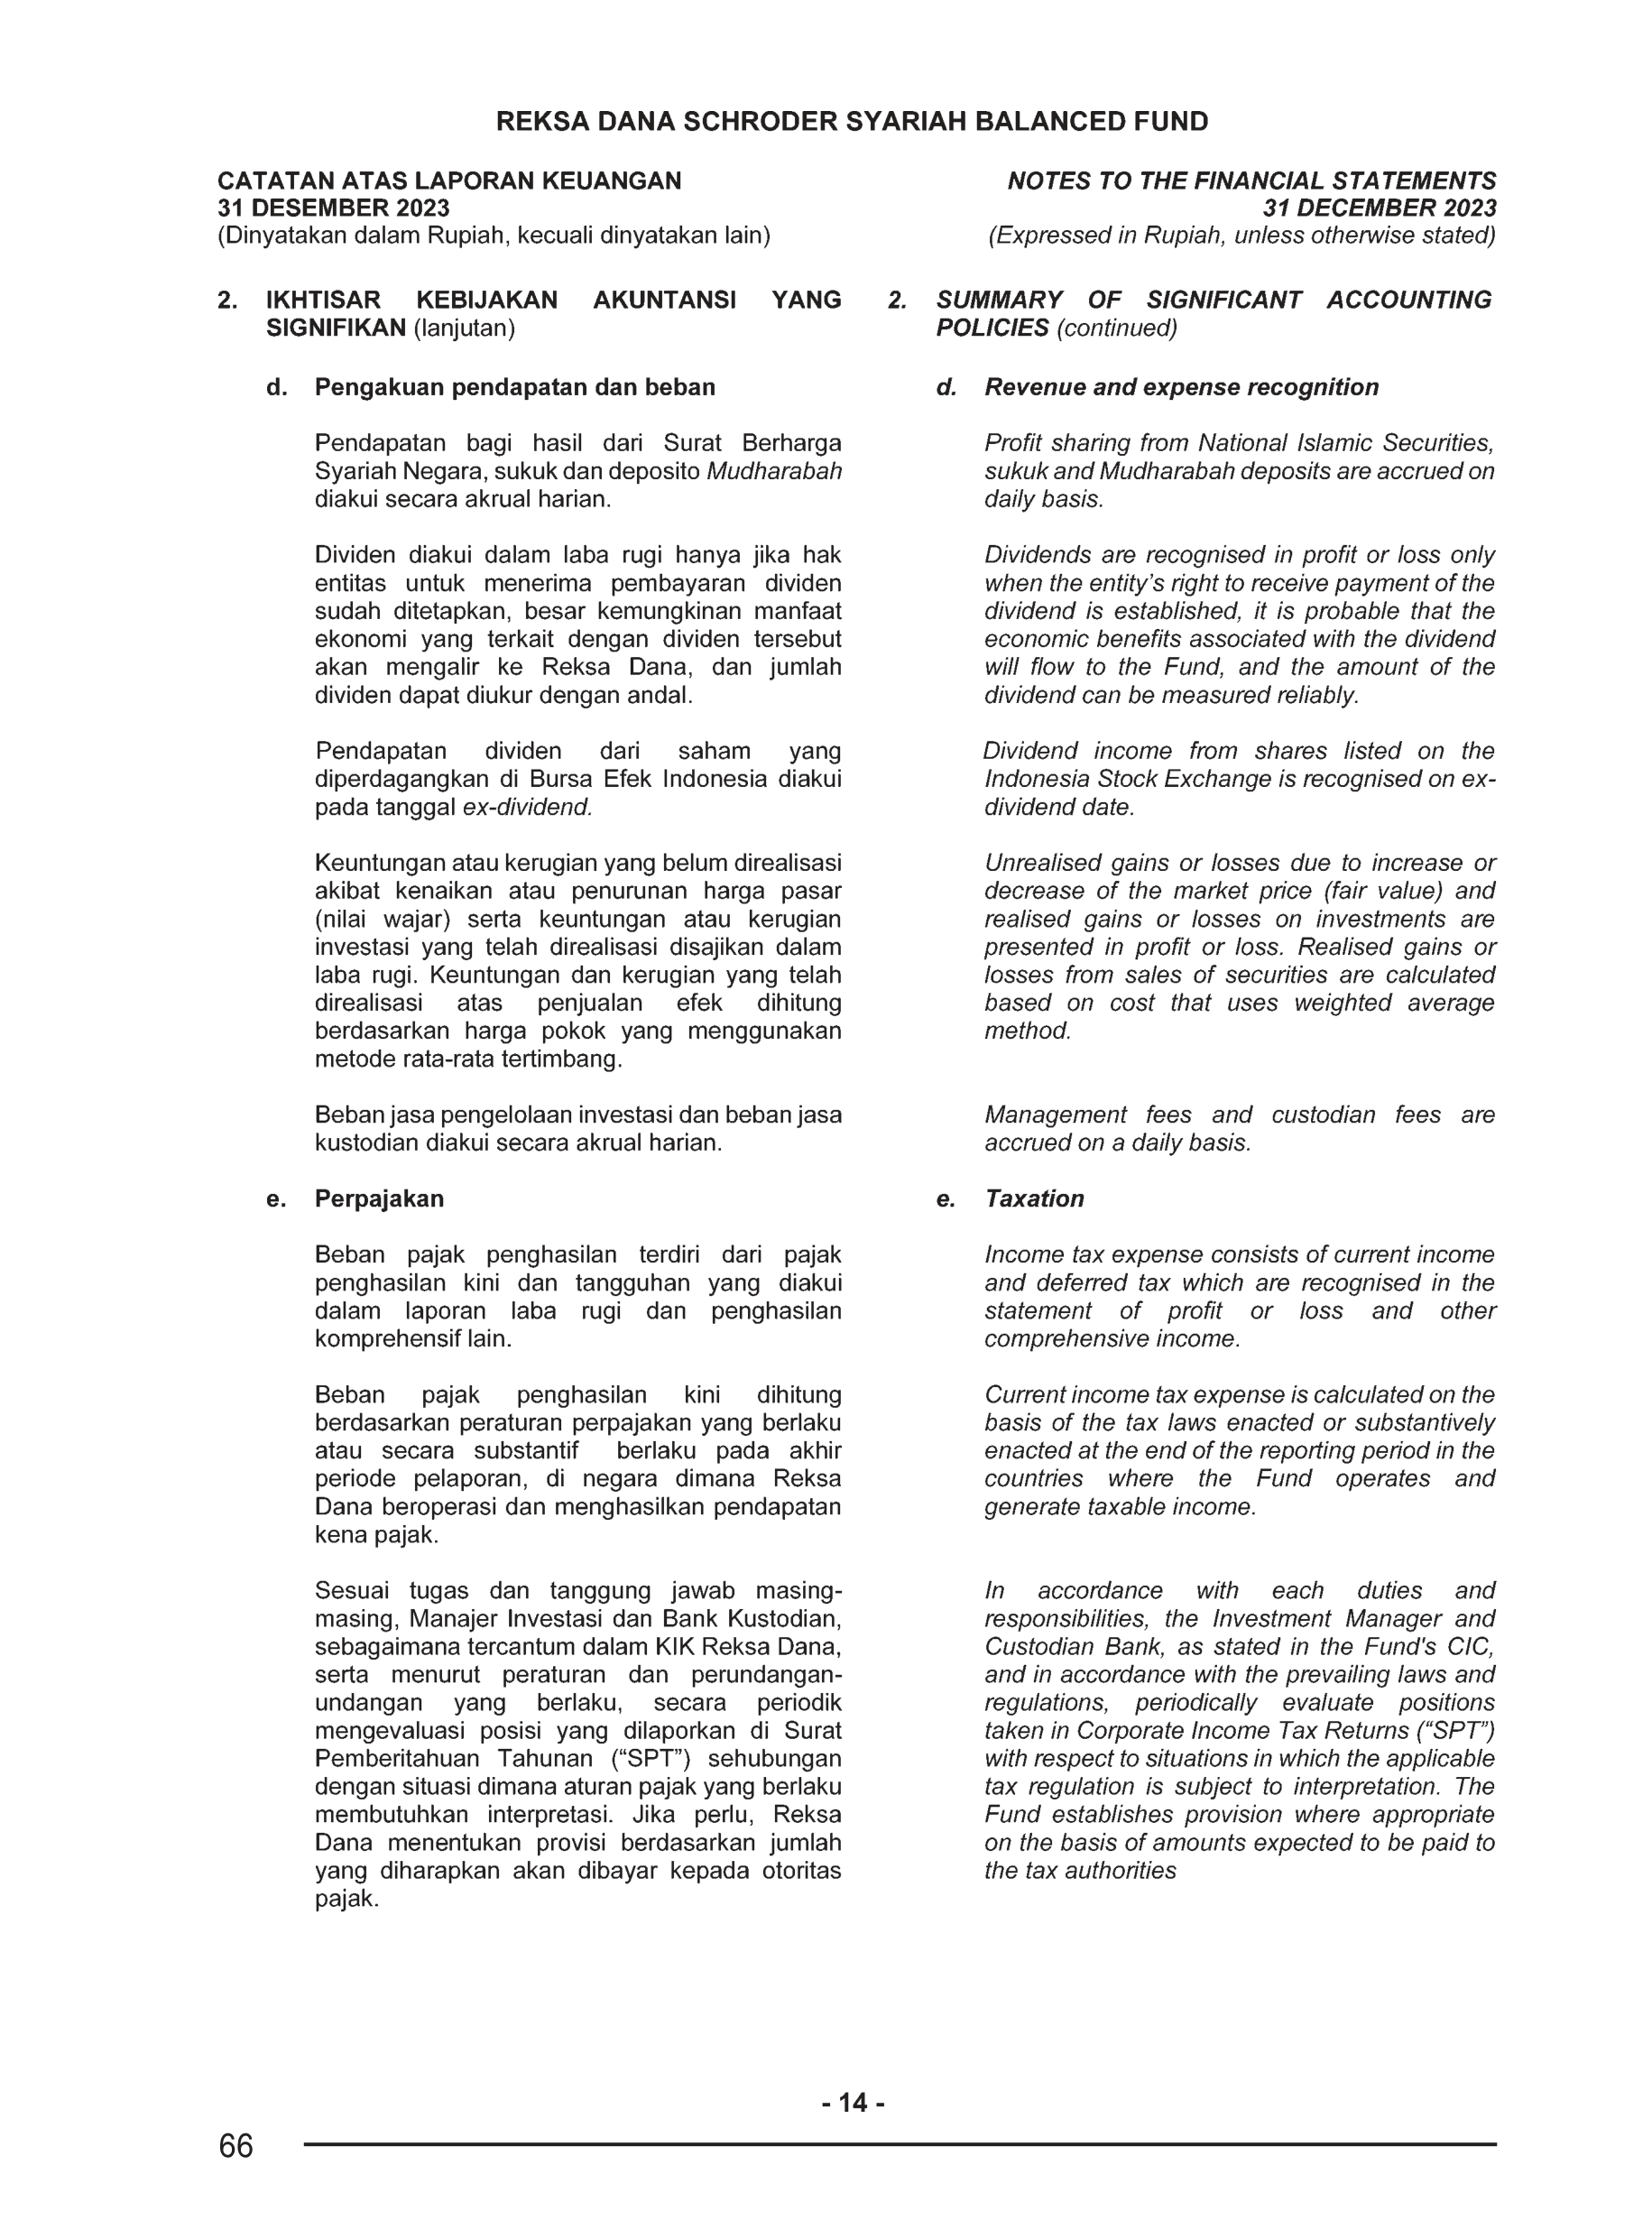 REKSA DANA SCHRODER SYARIAH BALANCED FUND
CATATAN ATAS LAPORAN KEUANGAN
31 DESEMBER 2023
(Dinyatakan dalam Rupiah, kecuali dinyatakan lain)
NOTES TO THE FINANCIAL STATEMENTS
31 DECEMBER 2023
(Expressed in Rupiah, unless otherwise stated)
2. IKHTISAR KEBIJAKAN AKUNTANSI YANG
SIGNIFIKAN (lanjutan)
d. Pengakuan pendapatan dan beban
Pendapatan bagi hasil dari Surat Berharga
Syariah Negara, sukuk dan deposito Mudharabah
diakui secara akrual harian.
Dividen diakui dalam laba rugi hanya jika hak
entitas untuk menerima pembayaran dividen
sudah ditetapkan, besar kemungkinan manfaat
ekonomi yang terkait dengan dividen tersebut
akan mengalir ke Reksa Dana, dan jumlah
dividen dapat diukur dengan andal.
Pendapatan dividen dari saham yang
diperdagangkan di Bursa Efek Indonesia diakui
pada tanggal ex-dividend.
Keuntungan atau kerugian yang belum direalisasi
akibat kenaikan atau penurunan harga pasar
(nilai wajar) serta keuntungan atau kerugian
investasi yang telah direalisasi disajikan dalam
laba rugi. Keuntungan dan kerugian yang telah
direalisasi atas penjualan efek dihitung
berdasarkan harga pokok yang menggunakan
metode rata-rata tertimbang.
Beban jasa pengelolaan investasi dan beban jasa
kustodian diakui secara akrual harian.
e. Perpajakan
Beban pajak penghasilan terdiri dari pajak
penghasilan kini dan tangguhan yang diakui
dalam laporan laba rugi dan penghasilan
komprehensif lain.
Beban pajak penghasilan kini dihitung
berdasarkan peraturan perpajakan yang berlaku
atau secara substantif berlaku pada akhir
periode pelaporan, di negara dimana Reksa
Dana beroperasi dan menghasilkan pendapatan
kena pajak.
Sesuai tugas dan tanggung jawab masing-
masing, Manajer Investasi dan Bank Kustodian,
sebagaimana tercantum dalam KIK Reksa Dana,
serta menurut peraturan dan perundangan-
undangan yang berlaku, secara periodik
mengevaluasi posisi yang dilaporkan di Surat
Pemberitahuan Tahunan (“SPT”) sehubungan
dengan situasi dimana aturan pajak yang berlaku
membutuhkan interpretasi. Jika perlu, Reksa
Dana menentukan provisi berdasarkan jumlah
yang diharapkan akan dibayar kepada otoritas
pajak.
2. SUMMARY OF SIGNIFICANT ACCOUNTING
POLICIES (continued)
d. Revenue and expense recognition
Profit sharing from National Islamic Securities,
sukuk and Mudharabah deposits are accrued on
daily basis.
Dividends are recognised in profit or loss only
when the entity’s right to receive payment of the
dividend is established, it is probable that the
economic benefits associated with the dividend
will flow to the Fund, and the amount of the
dividend can be measured reliably.
Dividend income from shares listed on the
Indonesia Stock Exchange is recognised on ex-
dividend date.
Unrealised gains or losses due to increase or
decrease of the market price (fair value) and
realised gains or losses on investments are
presented in profit or loss. Realised gains or
losses from sales of securities are calculated
based on cost that uses weighted average
method.
Management fees and custodian fees are
accrued on a daily basis.
e. Taxation
Income tax expense consists of current income
and deferred tax which are recognised in the
statement of profit or loss and other
comprehensive income.
Current income tax expense is calculated on the
basis of the tax laws enacted or substantively
enacted at the end of the reporting period in the
countries where the Fund operates and
generate taxable income.
In accordance with each duties and
responsibilities, the Investment Manager and
Custodian Bank, as stated in the Fund's CIC,
and in accordance with the prevailing laws and
regulations, periodically evaluate positions
taken in Corporate Income Tax Returns (“SPT”)
with respect to situations in which the applicable
tax regulation is subject to interpretation. The
Fund establishes provision where appropriate
on the basis of amounts expected to be paid to
the tax authorities
- 14 -
66